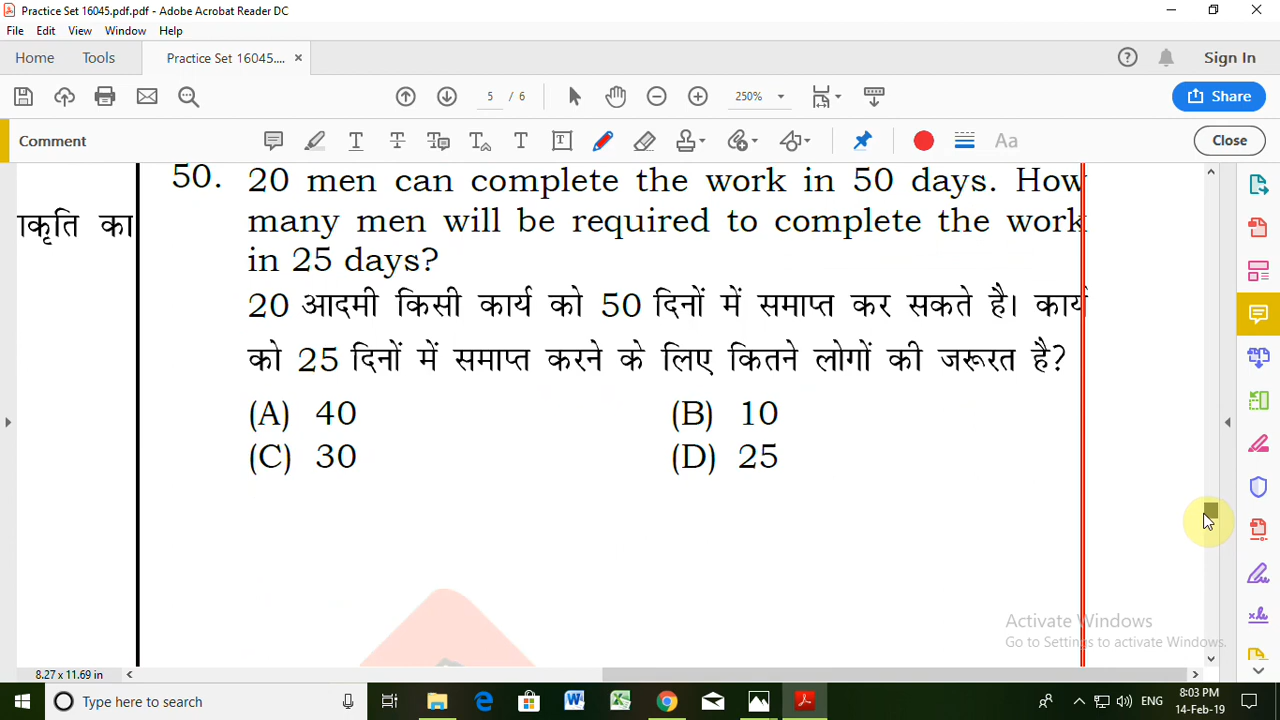 Practice Set 16045.pdf.pdf - Adobe Acrobat Reader DC
File Edit View Window Help
Home Tools Practice Set 16045.... × Sign In
5 / 6 250% Share
Comment Aa Close
50. 20 men can complete the work in 50 days. How
many men will be required to complete the work
in 25 days?
ाकृति का
20 आदमी किसी कार्य को 50 दिनों में समाप्त कर सकते है। कार्य
को 25 दिनों में समाप्त करने के लिए कितने लोगों की जरूरत है?
(A) 40 (B) 10
(C) 30 (D) 25
Activate Windows
Go to Settings to activate Windows.
8.27 x 11.69 in
Type here to search ENG 8:03 PM
14-Feb-19